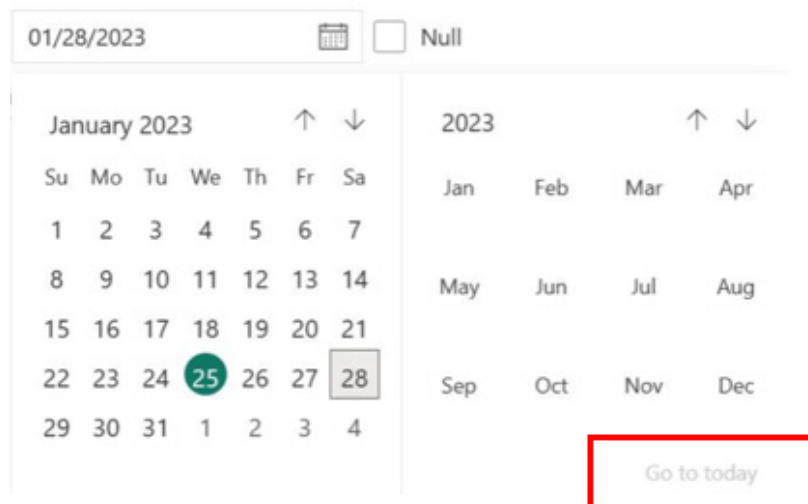 01/28/2023 Null
January 2023
Su Mo Tu We Th Fr Sa
1 2 3 4 5 6 7
8 9 10 11 12 13 14
15 16 17 18 19 20 21
22 23 24 25 26 27 28
29 30 31 1 2 3 4
2023
Jan Feb Mar Apr
May Jun Jul Aug
Sep Oct Nov Dec
Go to today